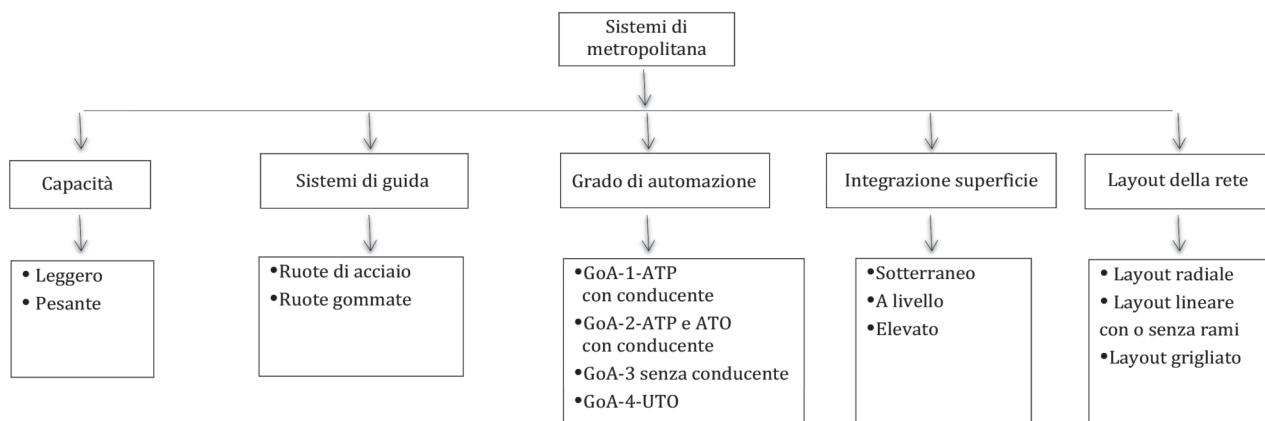 Sistemi di
metropolitana
Capacità
Sistemi di guida
Grado di automazione
Integrazione superficie
Layout della rete
• Leggero
• Pesante
•Ruote di acciaio
•Ruote gommate
•GoA-1-ATP
con conducente
•GoA-2-ATP e ATO
con conducente
•GoA-3 senza conducente
•GoA-4-UTO
•Sotterraneo
•A livello
•Elevato
• Layout radiale
• Layout lineare
con o senza rami
•Layout grigliato